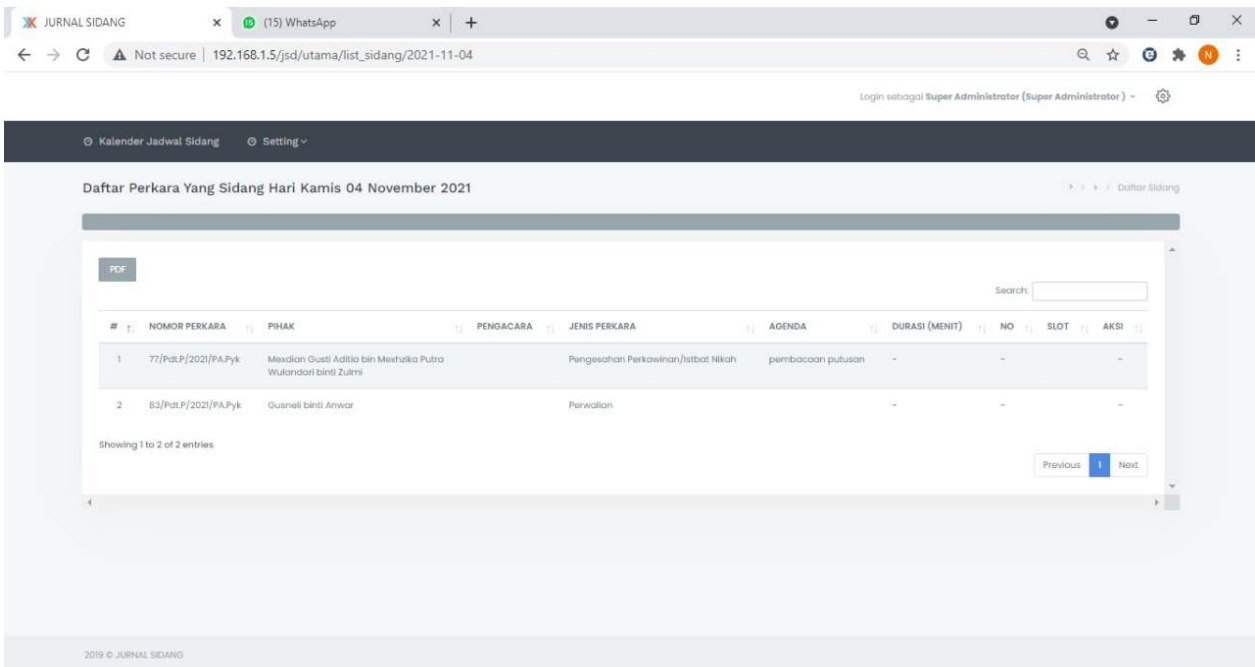 JURNAL SIDANG
(15) WhatsApp
Not secure | 192.168.1.5/jsd/utama/list_sidang/2021-11-04
N
Login sebagai Super Administrator (Super Administrator )
Kalender Jadwal Sidang Setting
Daftar Perkara Yang Sidang Hari Kamis 04 November 2021
Daftar Sidang
PDF
Search:
# NOMOR PERKARA PIHAK PENGACARA JENIS PERKARA AGENDA DURASI (MENIT) NO SLOT AKSI
1 77/Pdt.P/2021/PA.Pyk Mexdian Gusti Aditia bin Mexhzika Putra Pengesahan Perkawinan/Istbat Nikah pembacaan putusan - - -
Wulandari binti Zulmi
2 83/Pdt.P/2021/PA.Pyk Gusneli binti Anwar Perwalian - - -
Showing 1 to 2 of 2 entries
Previous 1 Next
2019 © JURNAL SIDANG